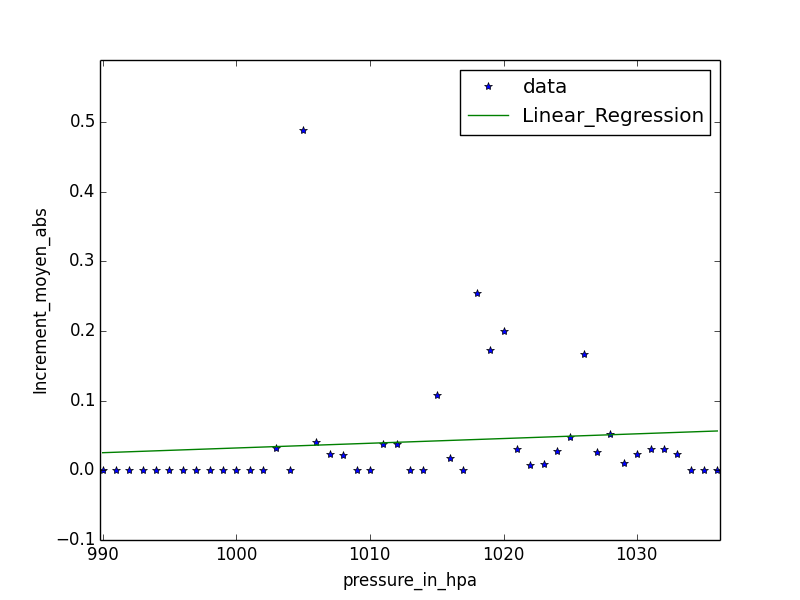 data
Linear_Regression
0.5
0.4
0.3
0.2
0.1
0.0
−0.1
Increment_moyen_abs
990 1000 1010 1020 1030
pressure_in_hpa